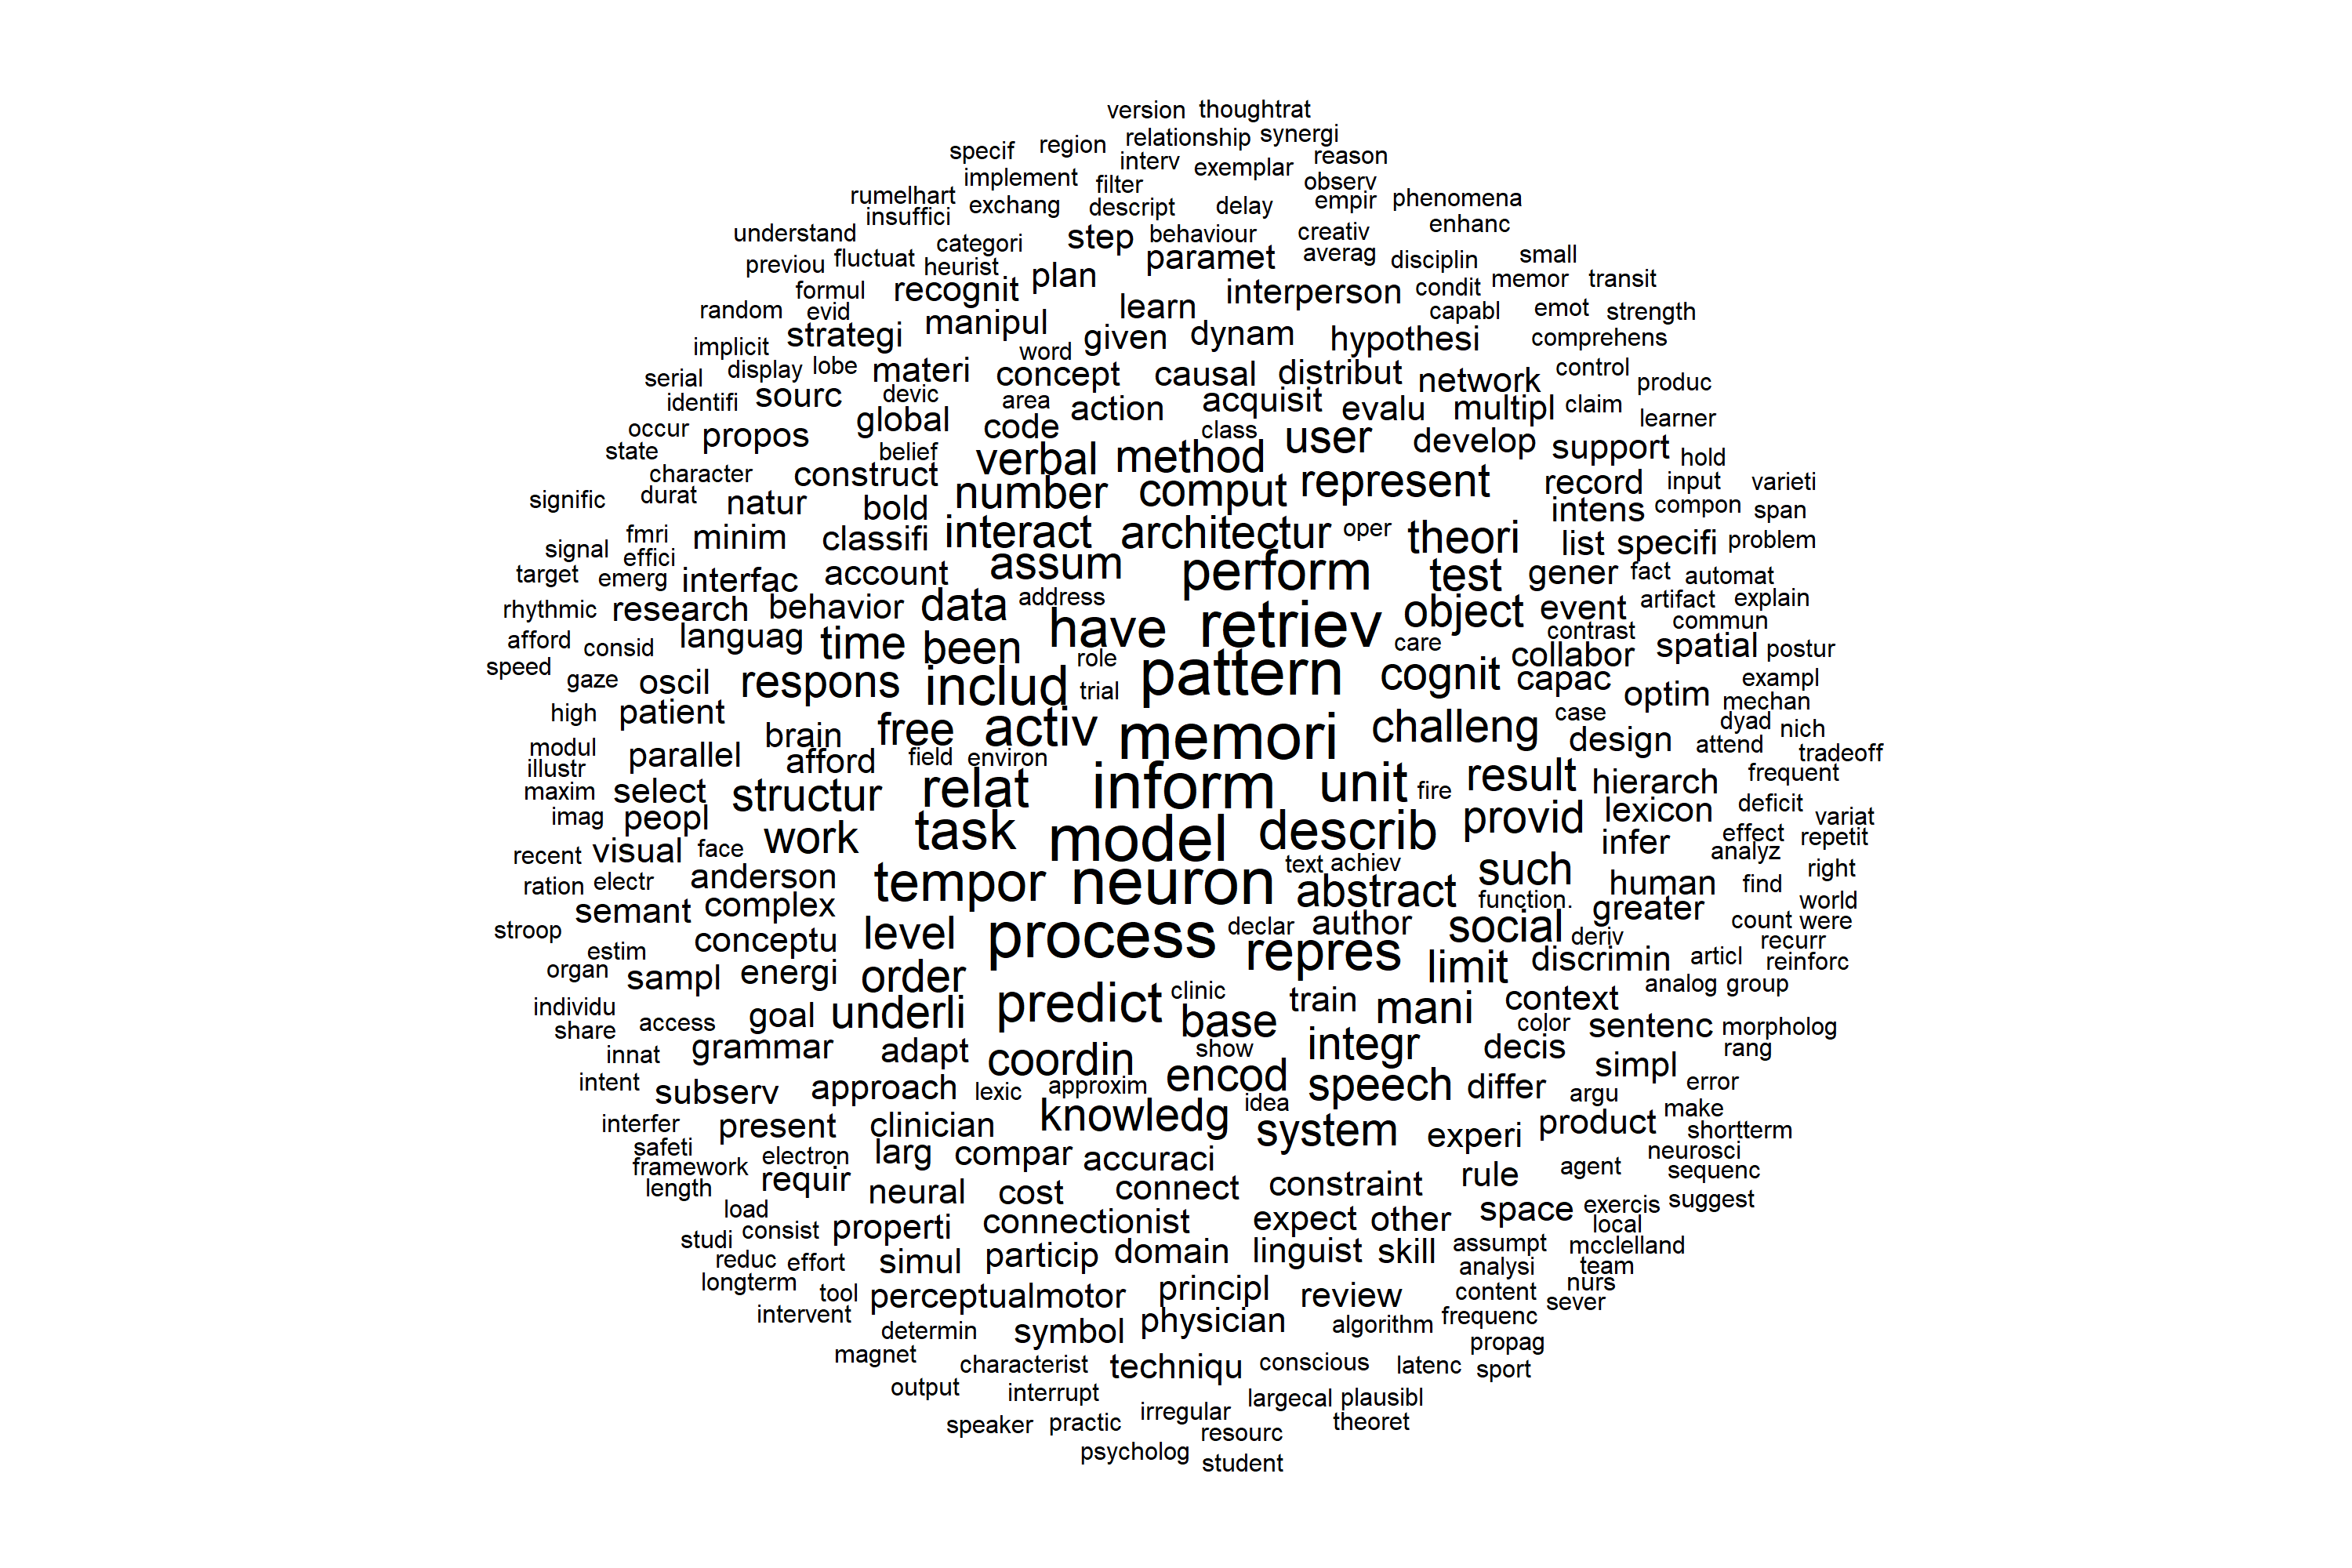 version thoughtrat
specif region relationship synergi
interv exemplar reason
implement filter observ
rumelhart exchang descript delay empir phenomena
insuffici enhanc
understand categori step behaviour creativ
previou fluctuat heurist plan paramet averag disciplin small
formul recognit learn interperson condit memor transit
random evid manipul capabl emot strength
implicit strategi word given dynam hypothesi comprehens
serial display lobe materi concept causal distribut network control produc
identifi sourc devic area action acquisit evalu multipl claim learner
occur propos global code class user develop support
state belief verbal method hold
character construct number comput represent record input varieti
signific durat natur bold intens compon span
fmri minim classifi interact architectur oper theori list specifi problem
signal effici assum perform test gener fact automat
target emerg interfac account
rhythmic research behavior data address have retriev object event artifact explain
afford consid languag time been care contrast commun
speed role pattern cognit collabor spatial postur
gaze oscil respons includ trial capac optim exampl mechan
high patient brain free activ memori challeng case design dyad nich
modul parallel afford field environ attend tradeoff
illustr relat inform unit fire result hierarch frequent
maxim select structur
imag peopl work task model describ provid lexicon deficit variat
recent visual face text achiev infer effect analyz repetit
ration electr anderson tempor neuron abstract such human find right
semant complex function. greater world
stroop conceptu level process declar author social deriv count were
estim repres limit discrimin articl recurr reinforc
organ sampl energi order predict clinic train mani context analog group
individu share access goal underli base color sentenc morpholog
innat grammar adapt coordin show integr decis simpl rang
intent subserv approach lexic approxim encod speech differ argu error
interfer present clinician knowledg idea system experi product make shortterm
safeti electron larg compar accuraci neurosci
framework requir neural cost connect constraint rule agent sequenc
length
load properti connectionist expect other space exercis suggest
studi consist local
reduc effort simul particip domain linguist skill assumpt mcclelland
longterm tool perceptualmotor principl review analysi team
intervent content nurs sever
determin symbol physician algorithm frequenc
magnet characterist techniqu conscious latenc propag sport
output interrupt largecal plausibl
speaker practic irregular resourc theoret
psycholog student